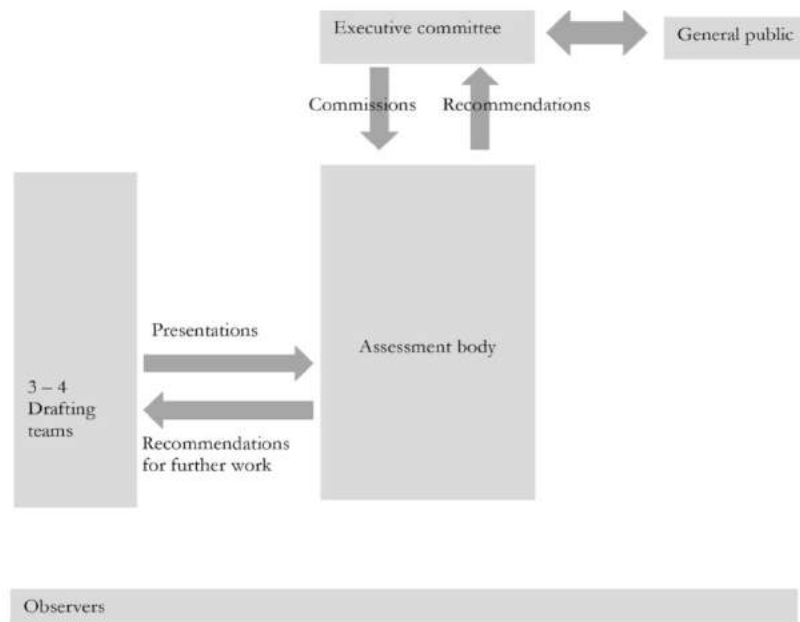 Executive committee
General public
Commissions
Recommendations
Presentations
Assessment body
3 – 4
Drafting
teams
Recommendations
for further work
Observers